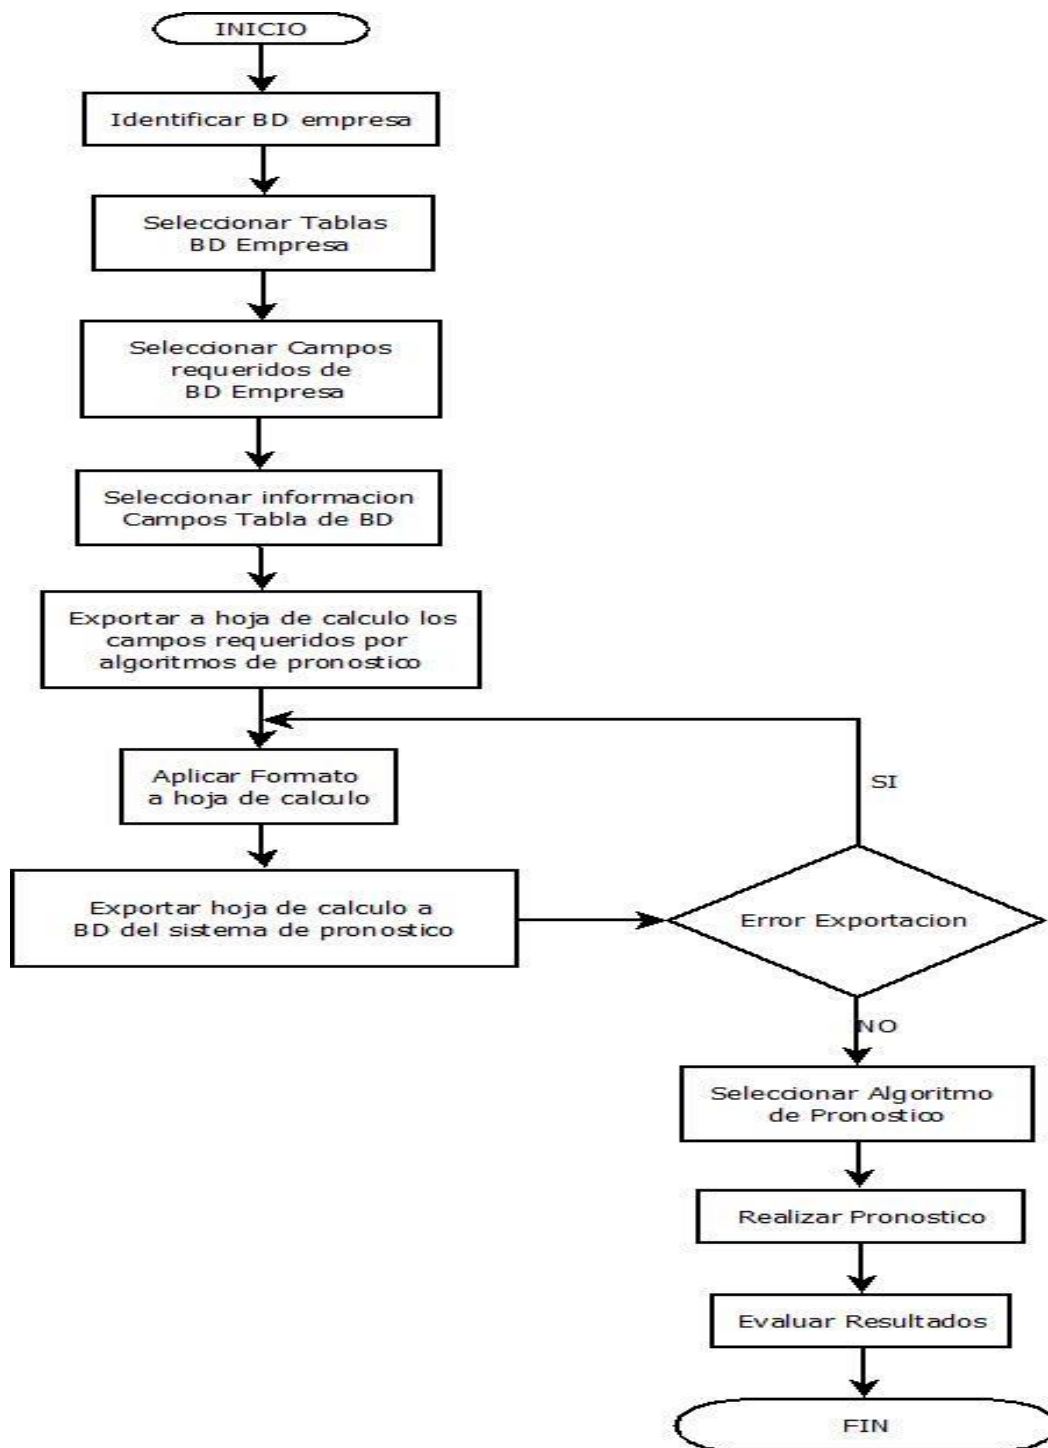 INICIO
Identificar BD empresa
Seleccionar Tablas
BD Empresa
Seleccionar Campos
requeridos de
BD Empresa
Seleccionar informacion
Campos Tabla de BD
Exportar a hoja de calculo los
campos requeridos por
algoritmos de pronostico
Aplicar Formato
a hoja de calculo
SI
Exportar hoja de calculo a
BD del sistema de pronostico
Error Exportacion
NO
Seleccionar Algoritmo
de Pronostico
Realizar Pronostico
Evaluar Resultados
FIN